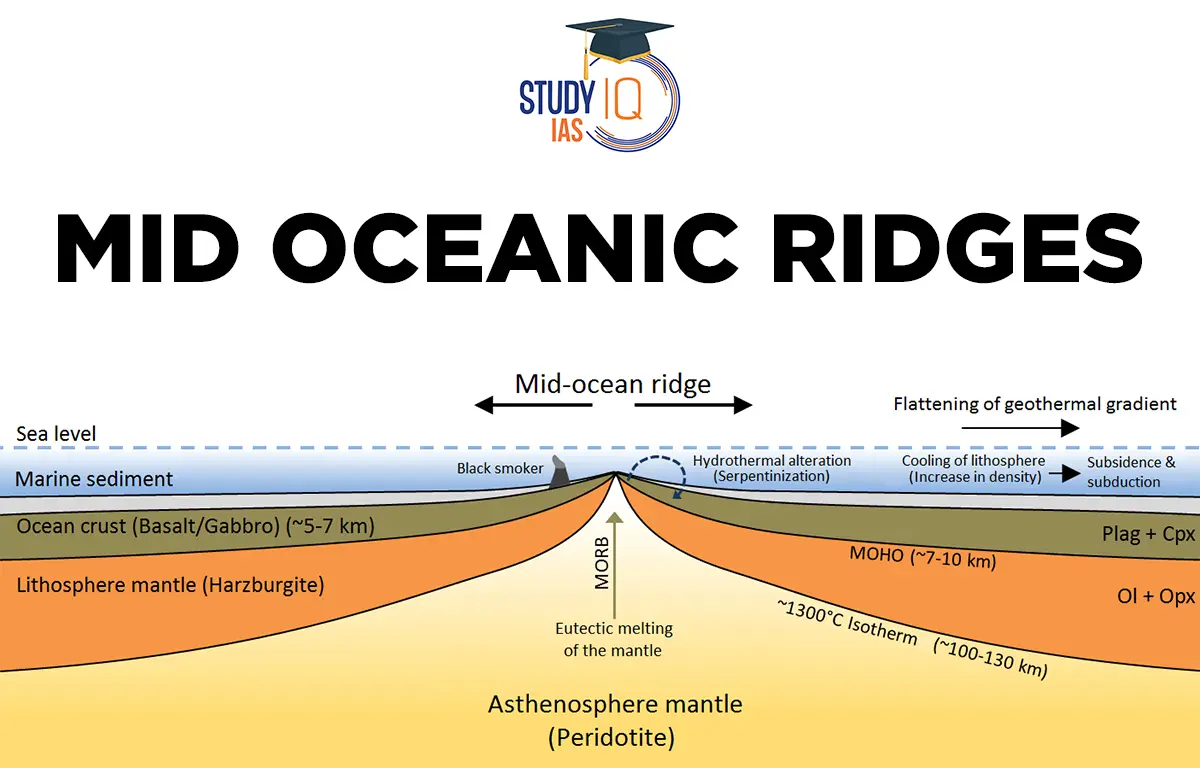 STUDY IQ
IAS
MID OCEANIC RIDGES
Mid-ocean ridge
Flattening of geothermal gradient
Sea level
Marine sediment
Black smoker
Hydrothermal alteration
(Serpentinization)
Cooling of lithosphere
(Increase in density)
Subsidence &
subduction
Ocean crust (Basalt/Gabbro) (~5-7 km)
Plag + Cpx
MOHO (~7-10 km)
Lithosphere mantle (Harzburgite)
MORB
Ol + Opx
~1300°C Isotherm (~100-130 km)
Eutectic melting
of the mantle
Asthenosphere mantle
(Peridotite)